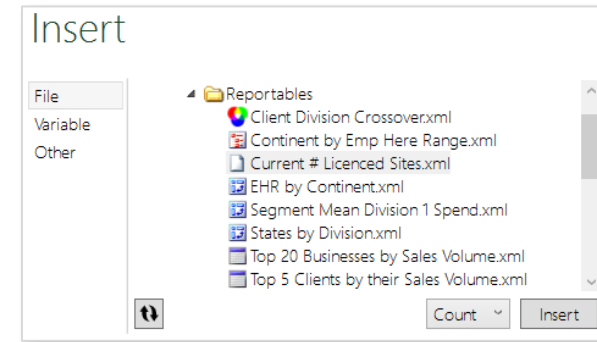 Insert
File
Variable
Other
Reportables
Client Division Crossover.xml
Continent by Emp Here Range.xml
Current # Licenced Sites.xml
EHR by Continent.xml
Segment Mean Division 1 Spend.xml
States by Division.xml
Top 20 Businesses by Sales Volume.xml
Top 5 Clients by their Sales Volume.xml
Count
Insert